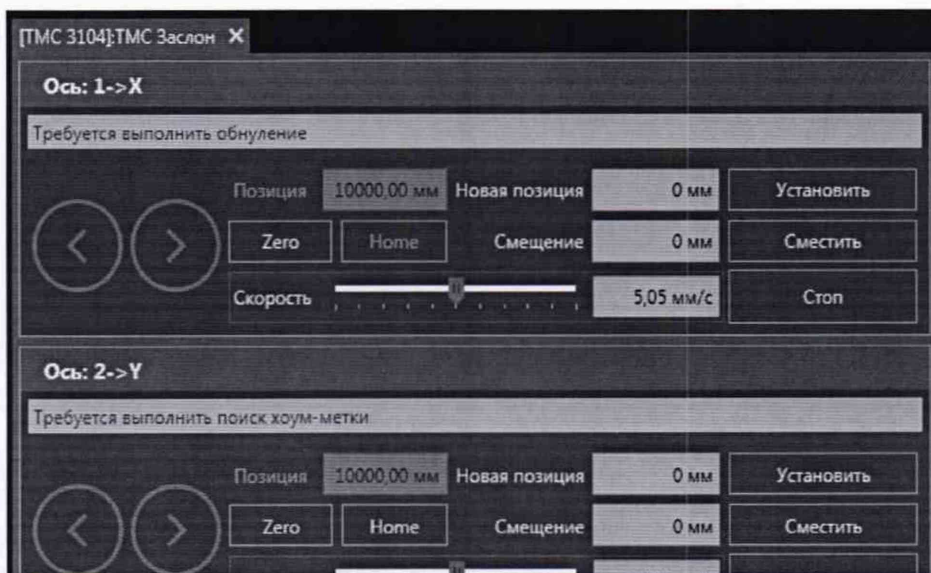 [ТМС 3104]:ТМС Заслон X
Ось: 1->X
Требуется выполнить обнуление
Позиция 10000,00 мм Новая позиция 0 мм Установить
Zero Home Смещение 0 мм Сместить
Скорость 5,05 мм/с Стоп
Ось: 2->Y
Требуется выполнить поиск хоум-метки
Позиция 10000,00 мм Новая позиция 0 мм Установить
Zero Home Смещение 0 мм Сместить